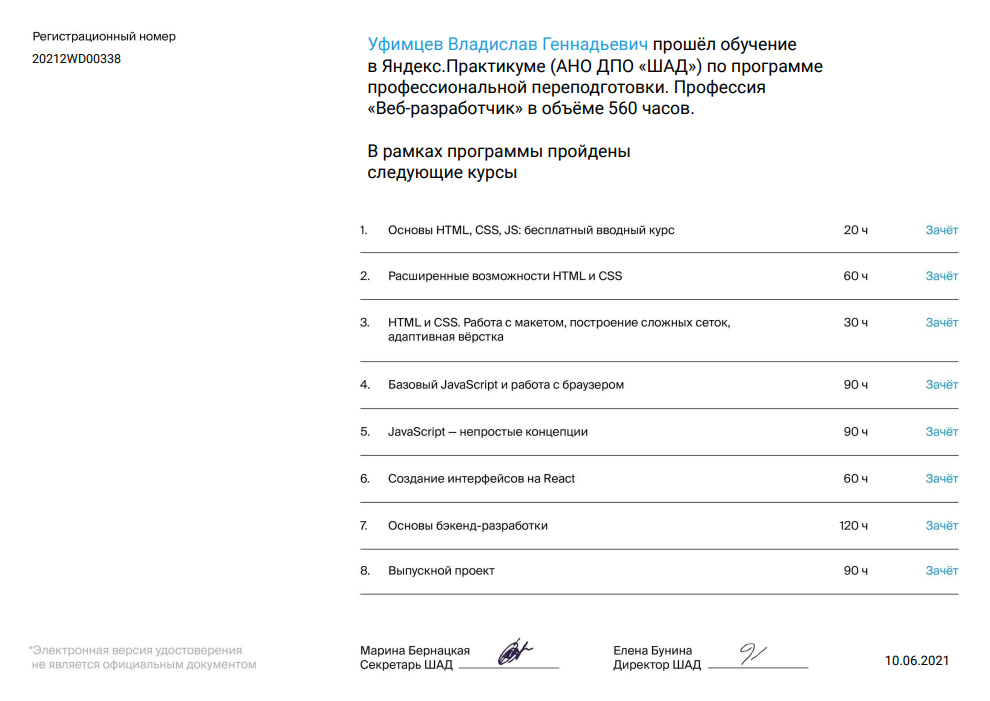 Регистрационный номер
20212WD00338
Уфимцев Владислав Геннадьевич прошёл обучение
в Яндекс.Практикуме (АНО ДПО «ШАД») по программе
профессиональной переподготовки. Профессия
«Веб-разработчик» в объёме 560 часов.
В рамках программы пройдены
следующие курсы
1. Основы HTML, CSS, JS: бесплатный вводный курс 20 ч Зачёт
2. Расширенные возможности HTML и CSS 60 ч Зачёт
3. HTML и CSS. Работа с макетом, построение сложных сеток, 30 ч Зачёт
адаптивная вёрстка
4. Базовый JavaScript и работа с браузером 90 ч Зачёт
5. JavaScript — непростые концепции 90 ч Зачёт
6. Создание интерфейсов на React 60 ч Зачёт
7. Основы бэкенд-разработки 120 ч Зачёт
8. Выпускной проект 90 ч Зачёт
*Электронная версия удостоверения
не является официальным документом
Марина Бернацкая
Секретарь ШАД
Елена Бунина
Директор ШАД
10.06.2021